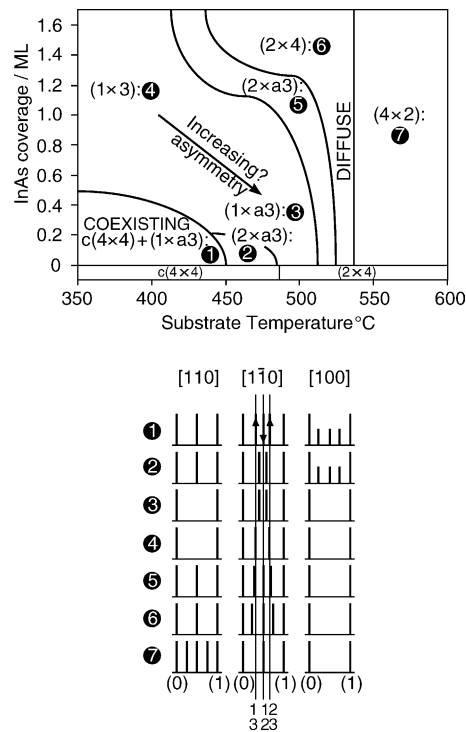 1.6
1.4
1.2
1.0
0.8
0.6
0.4
0.2
0
InAs coverage / ML
(2×4): 6
(2×a3):
5
(1×3): 4
DIFFUSE
(4×2):
7
Increasing?
asymmetry
(1×a3): 3
COEXISTING
c(4×4)+(1×a3):
1
(2×a3):
2
c(4×4)
(2×4)
350 400 450 500 550 600
Substrate Temperature°C
[110] [11̄0] [100]
1
2
3
4
5
6
7
(0) (1) (0) (1) (0) (1)
1 1 2
3 2 3